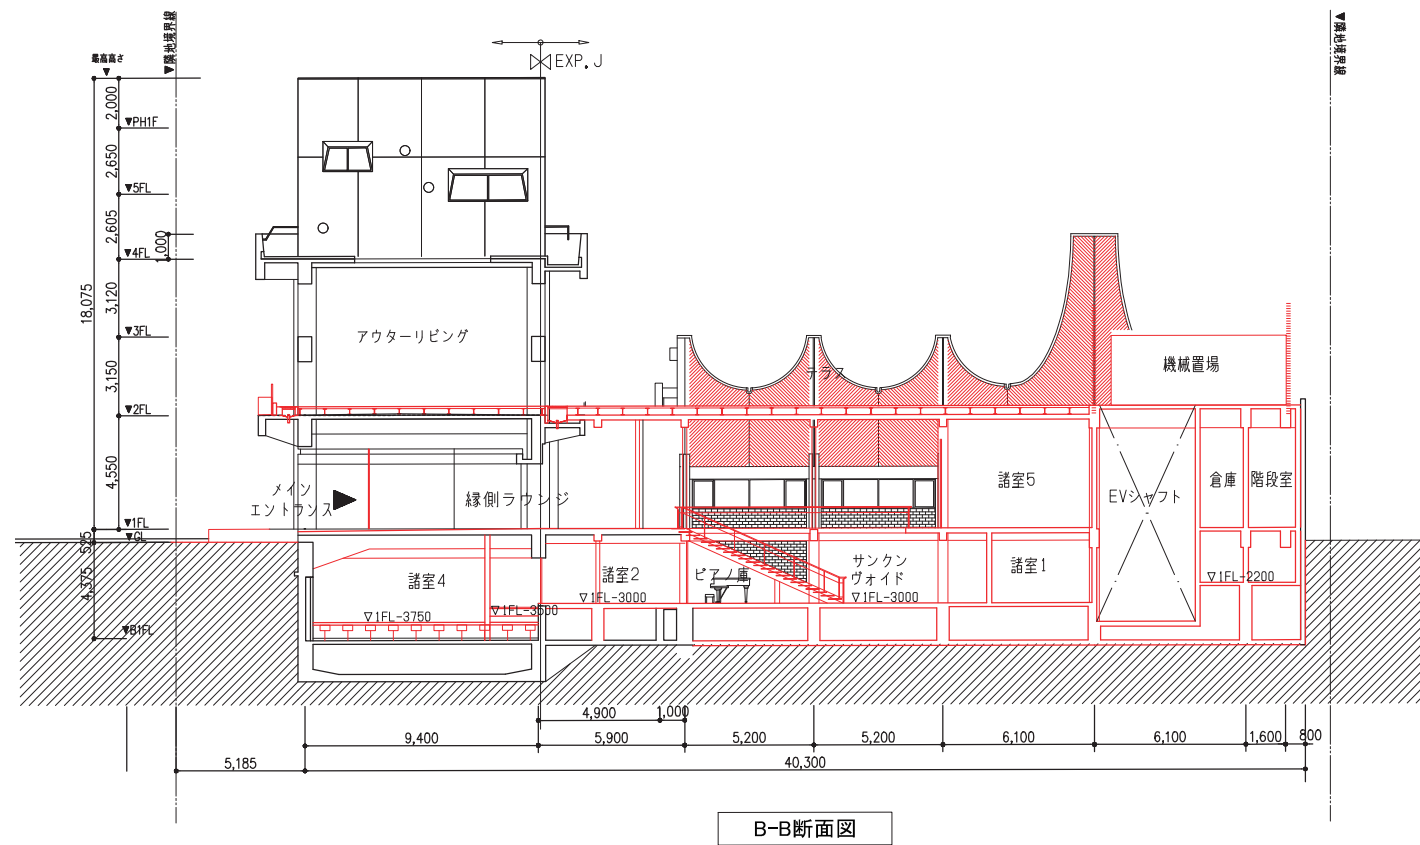 ▼隣地境界線
▼隣地境界線
EXP.J
最高高さ
▼
2,000
▼PH1F
2,650
▼5FL
2,605
1,000
▼4FL
18,075
3,120
▼3FL
3,150
▼2FL
4,550
▼1FL
▼GL
525
4,375
▼B1FL
アウターリビング
テラス
機械置場
メイン
エントランス
縁側ラウンジ
諸室5
EVシャフト
倉庫
階段室
諸室4
▽1FL-3750
▽1FL-3500
諸室2
▽1FL-3000
ピアノ庫
サンクン
ヴォイド
▽1FL-3000
諸室1
▽1FL-2200
4,900
1,000
9,400
5,900
5,200
5,200
6,100
6,100
1,600
800
5,185
40,300
B-B断面図